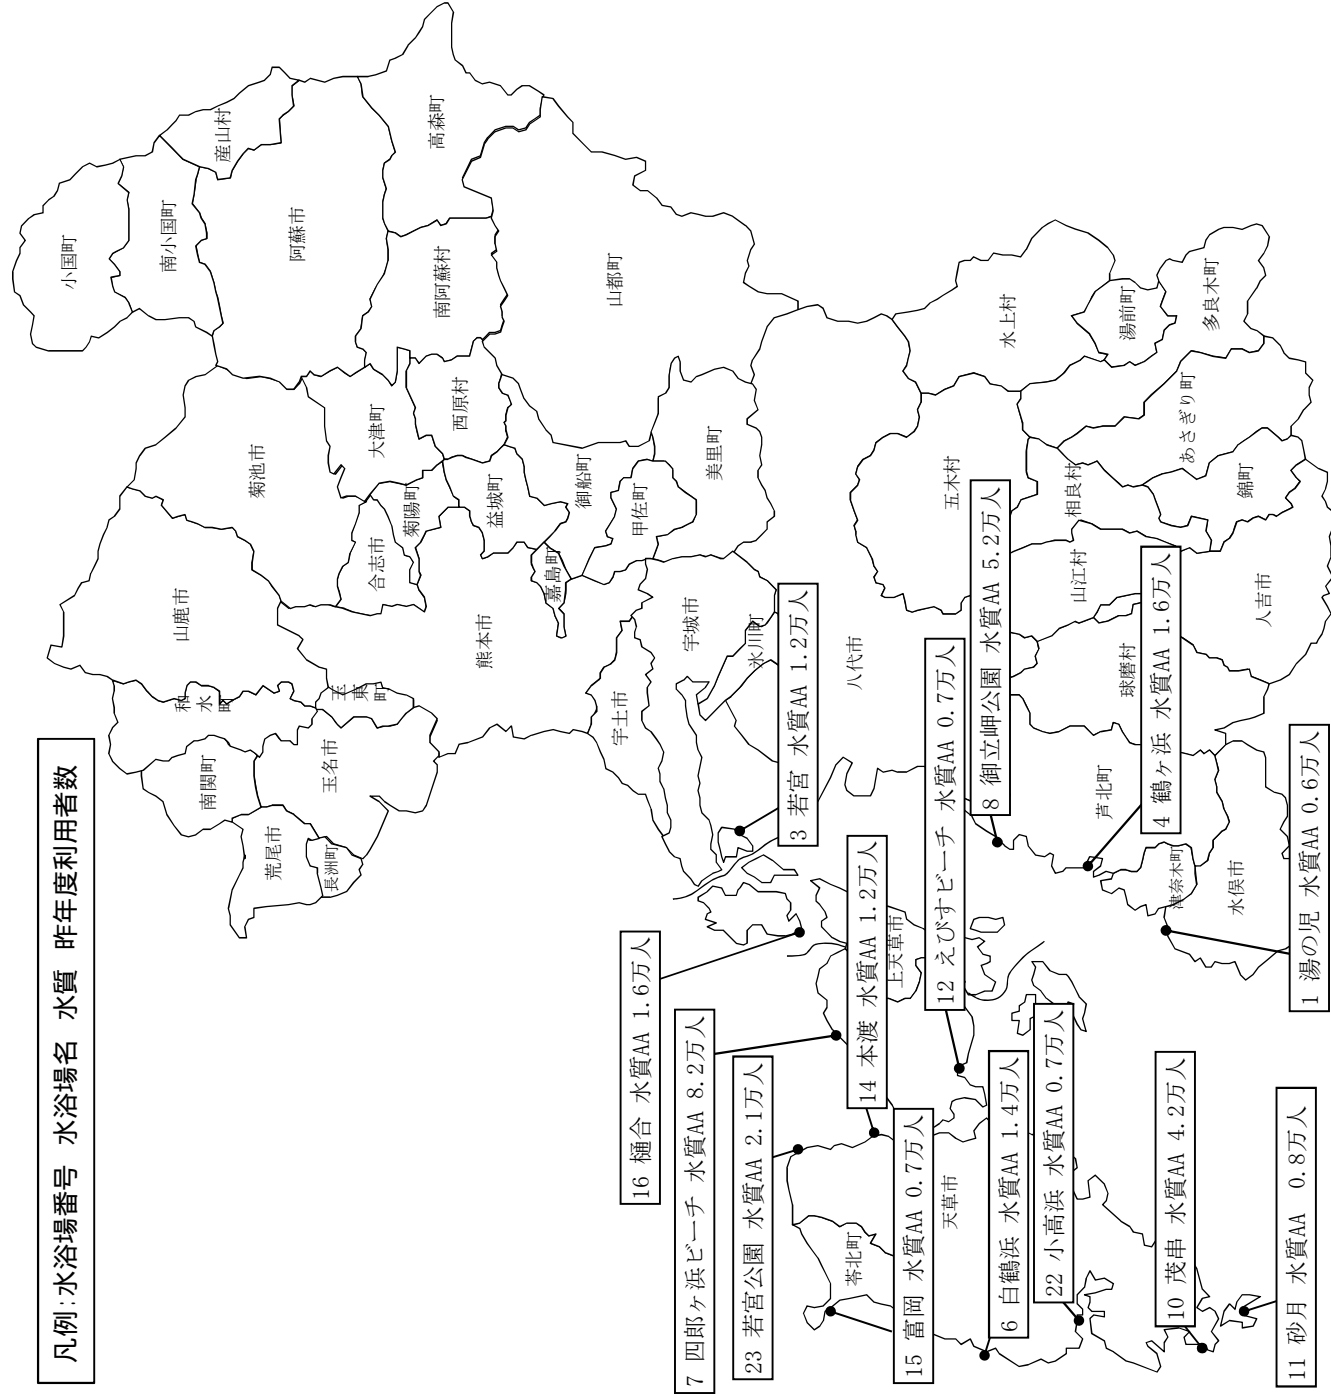 凡例:水浴場番号 水浴場名 水質 昨年度利用者数
小国町
南小国町
産山村
阿蘇市
高森町
南阿蘇村
山都町
西原村
大津町
菊池市
山鹿市
合志市
菊陽町
益城町
御船町
嘉島町
甲佐町
美里町
熊本市
玉東町
和水町
南関町
玉名市
荒尾市
長洲町
宇土市
宇城市
氷川町
八代市
五木村
水上村
湯前町
多良木町
あさぎり町
相良村
錦町
山江村
球磨村
人吉市
芦北町
津奈木町
水俣市
上天草市
天草市
苓北町
16 樋合 水質AA 1.6万人
7 四郎ヶ浜ビーチ 水質AA 8.2万人
23 若宮公園 水質AA 2.1万人
3 若宮 水質AA 1.2万人
14 本渡 水質AA 1.2万人
15 富岡 水質AA 0.7万人
12 えびすビーチ 水質AA 0.7万人
8 御立岬公園 水質AA 5.2万人
6 白鶴浜 水質AA 1.4万人
22 小高浜 水質AA 0.7万人
4 鶴ヶ浜 水質AA 1.6万人
10 茂串 水質AA 4.2万人
11 砂月 水質AA 0.8万人
1 湯の児 水質AA 0.6万人